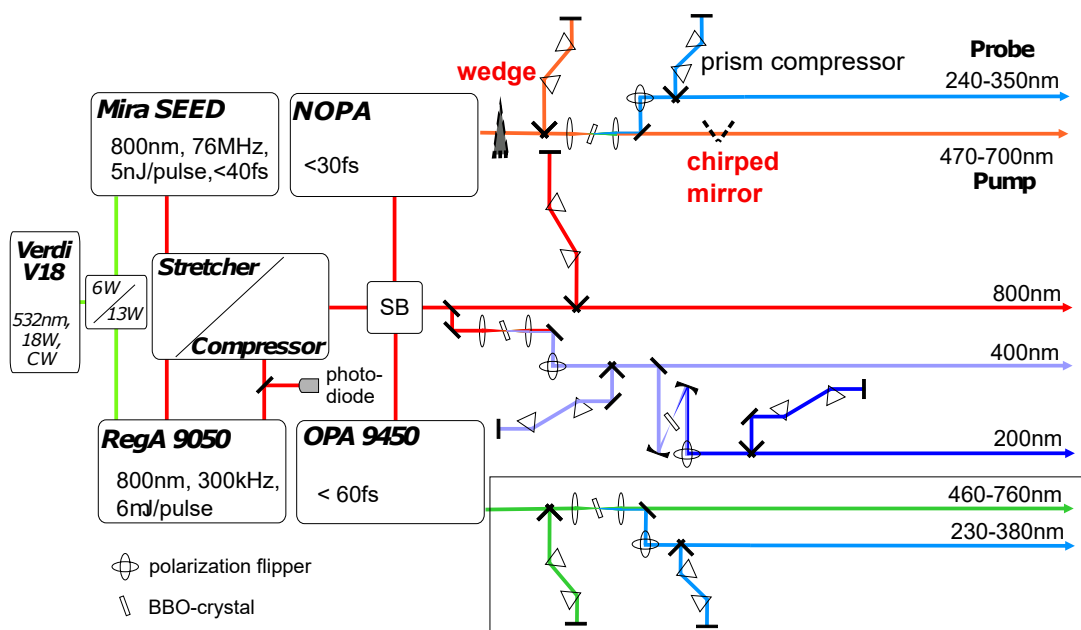 Probe
wedge
prism compressor
240-350nm
Mira SEED
800nm, 76MHz,
5nJ/pulse,<40fs
NOPA
<30fs
chirped
mirror
470-700nm
Pump
Verdi
V18
532nm,
18W,
CW
6W
13W
Stretcher
Compressor
SB
800nm
photo-
diode
400nm
RegA 9050
800nm, 300kHz,
6mJ/pulse
OPA 9450
< 60fs
200nm
460-760nm
230-380nm
polarization flipper
BBO-crystal